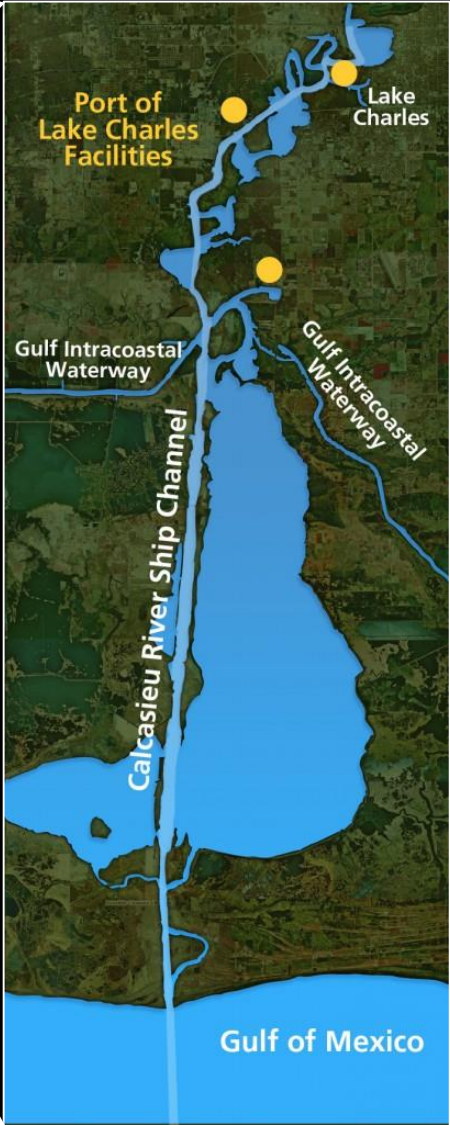 Port of
Lake Charles
Facilities
Lake
Charles
Gulf Intracoastal
Waterway
Gulf Intracoastal
Waterway
Calcasieu River Ship Channel
Gulf of Mexico